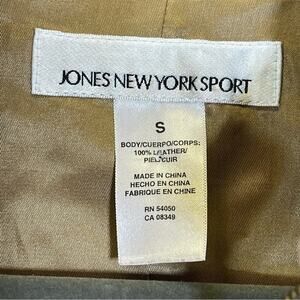 JONES NEW YORK SPORT
S
BODY/CUERPO/CORPS:
100% LEATHER/
PIEL/CUIR
MADE IN CHINA
HECHO EN CHINA
FABRIQUE EN CHINE
RN 54050
CA 08349